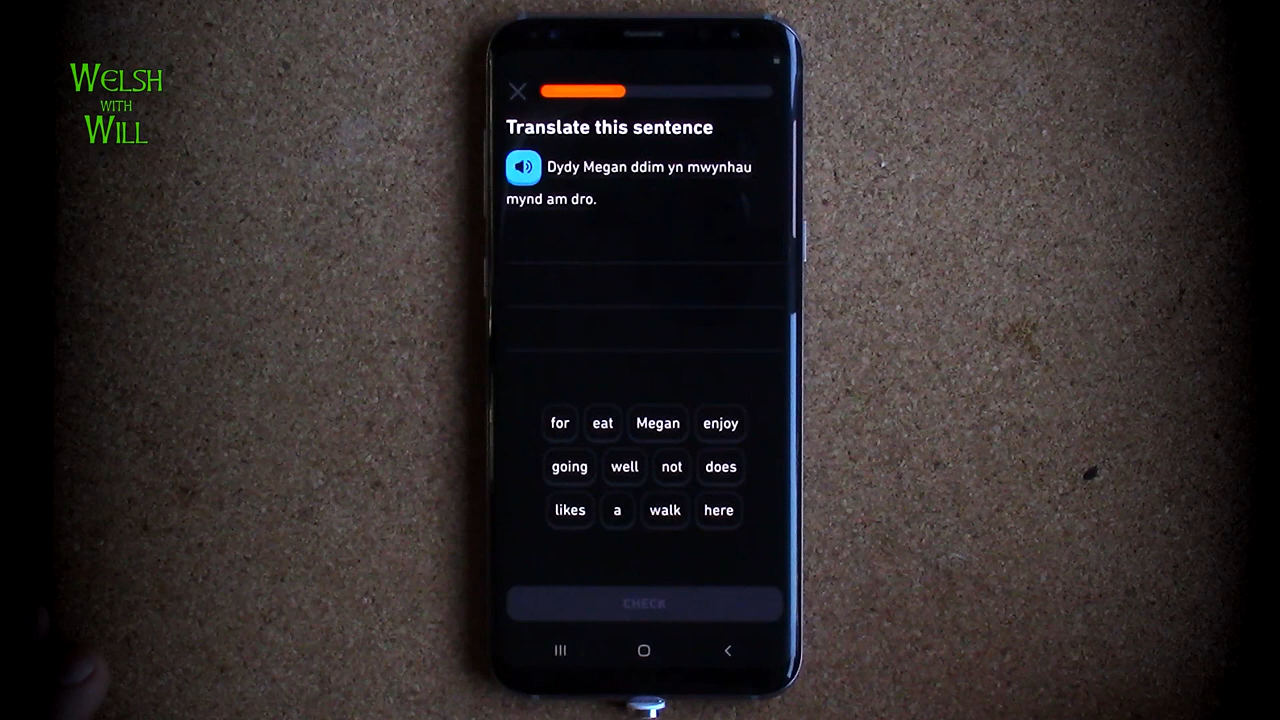 WELSH
WITH
WILL
Translate this sentence
Dydy Megan ddim yn mwynhau
mynd am dro.
for eat Megan enjoy
going well not does
likes a walk here
CHECK